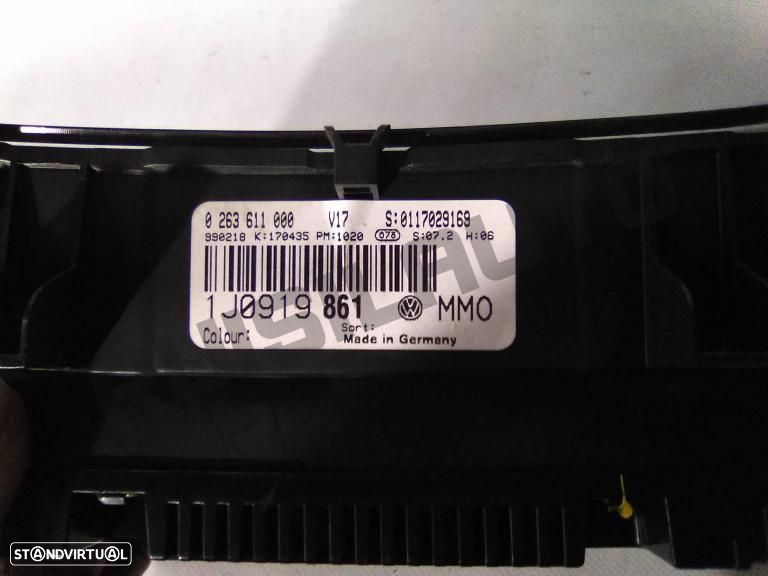 0 263 611 000 V17 S:0117029169
990218 K:170435 PM:1020 078 S:07.2 H:06
1J0919 861 VW MMO
Colour: Sort:
Made in Germany
STANDVIRTUAL